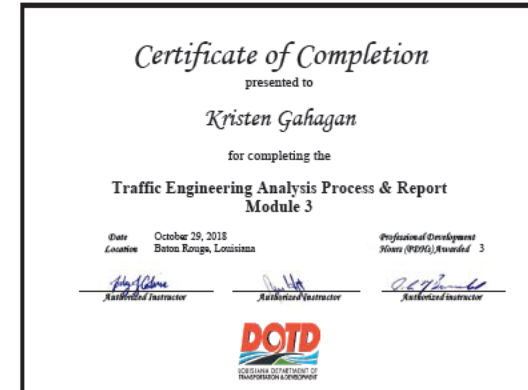 Certificate of Completion
presented to
Kristen Gahagan
for completing the
Traffic Engineering Analysis Process & Report
Module 3
Date October 29, 2018
Location Baton Rouge, Louisiana
Professional Development
Hours (PDHs) Awarded 3
Authorized Instructor
Authorized Instructor
Authorized instructor
DOTD
LOUISIANA DEPARTMENT OF
TRANSPORTATION & DEVELOPMENT